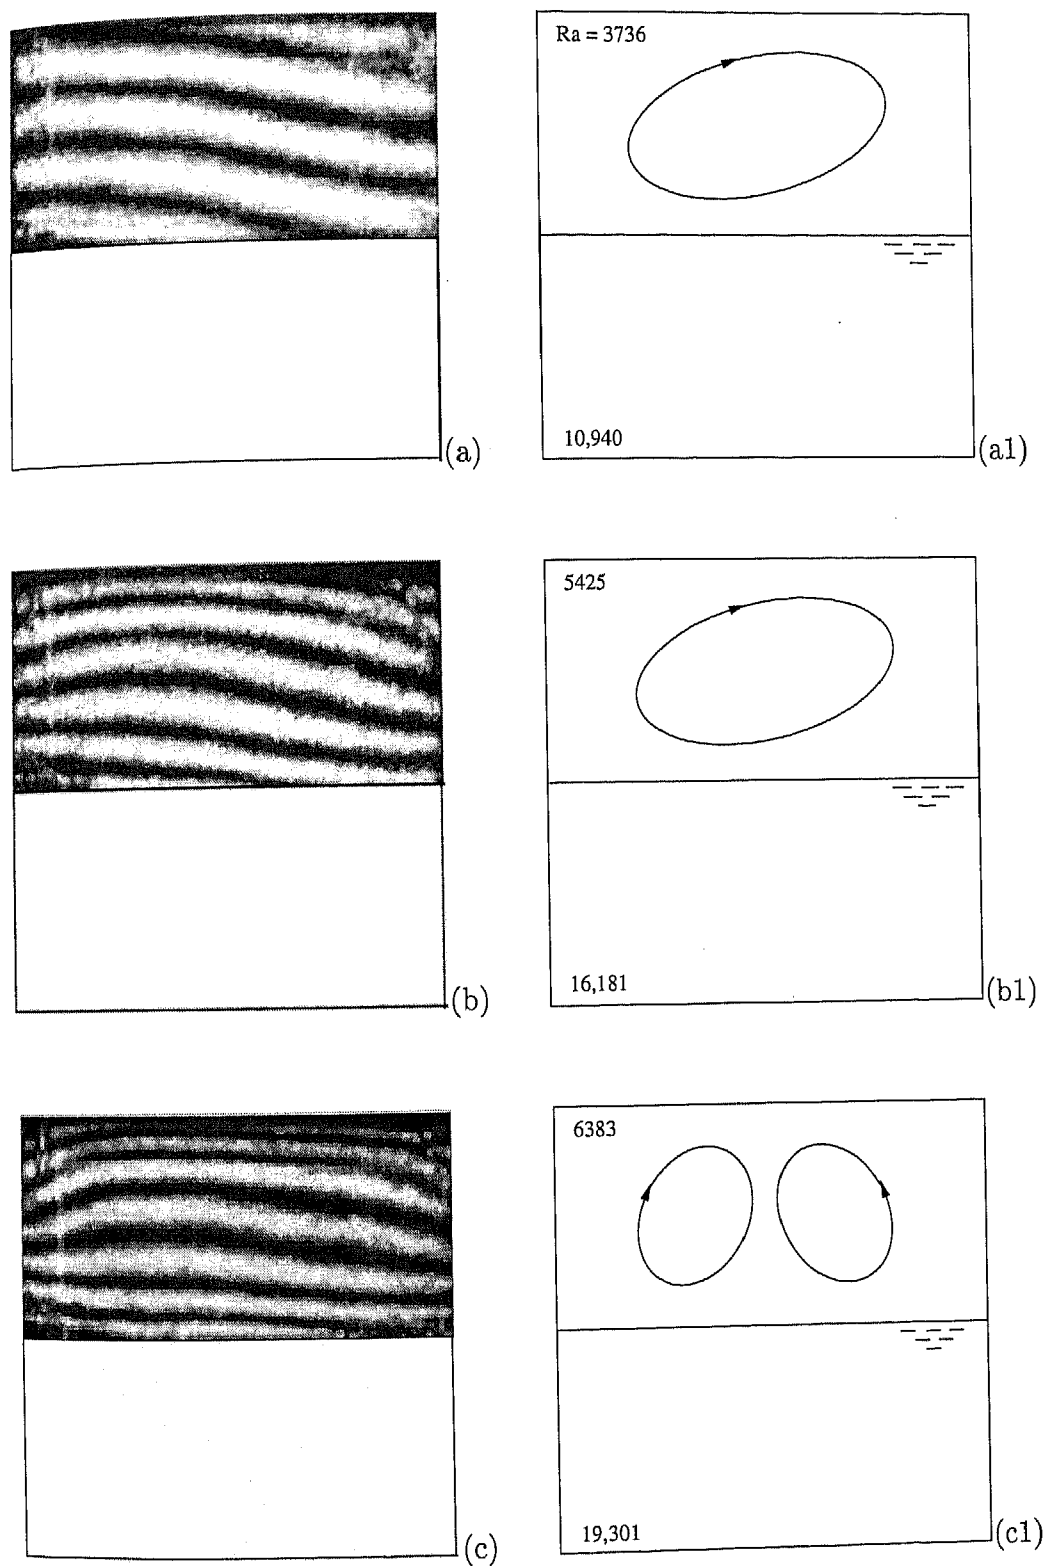 Ra = 3736
10,940
(a)
(a1)
5425
16,181
(b)
(b1)
6383
19,301
(c)
(c1)